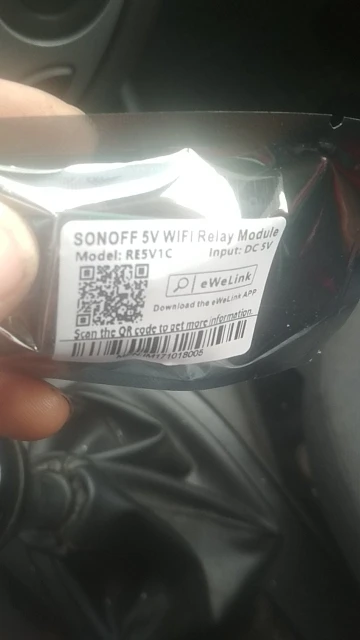 SONOFF 5V WIFI Relay Module
Model: RE5V1C Input: DC 5V
eWeLink
Download the eWeLink APP
Scan the QR code to get more information